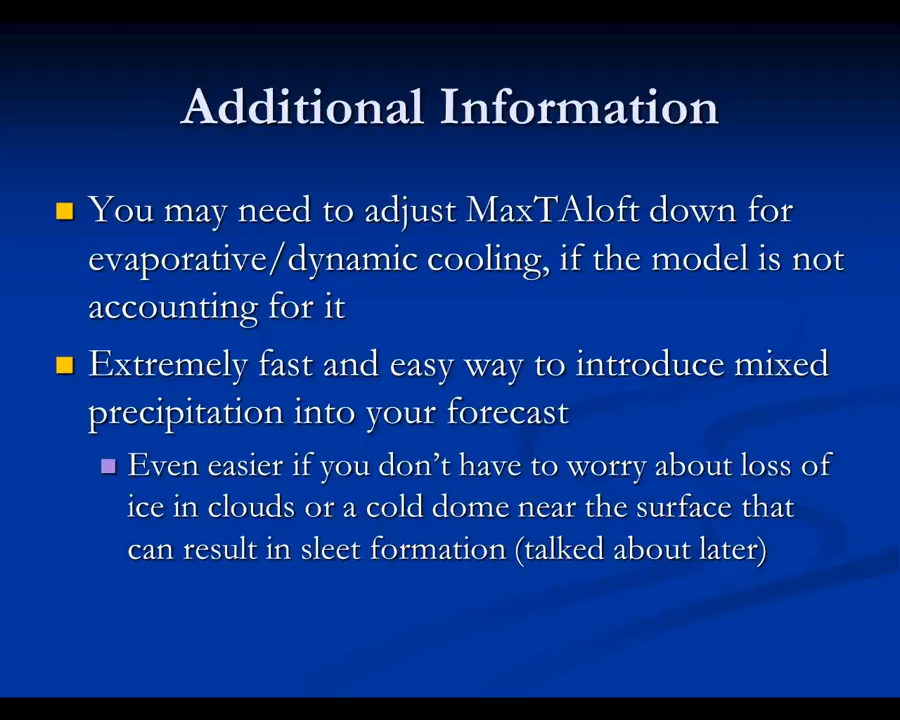 Additional Information
You may need to adjust MaxTAloft down for
evaporative/dynamic cooling, if the model is not
accounting for it
Extremely fast and easy way to introduce mixed
precipitation into your forecast
Even easier if you don’t have to worry about loss of
ice in clouds or a cold dome near the surface that
can result in sleet formation (talked about later)